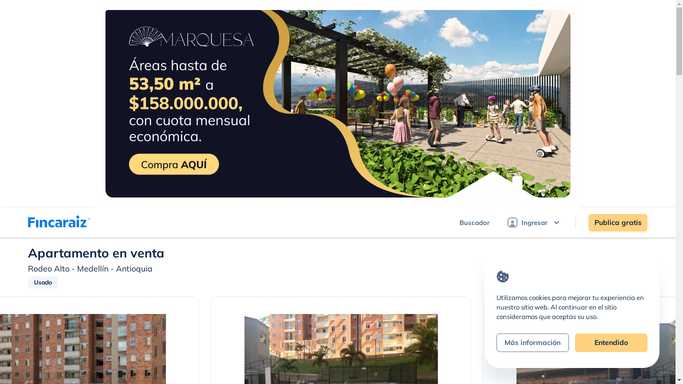 MARQUESA
Áreas hasta de
53,50 m² a
$158.000.000,
con cuota mensual
económica.
Compra AQUÍ
Fincaraiz
Buscador
Ingresar
Publica gratis
Apartamento en venta
Rodeo Alto - Medellín - Antioquia
Usado
Utilizamos cookies para mejorar tu experiencia en
nuestro sitio web. Al continuar en el sitio
consideramos que aceptas su uso.
Más información
Entendido